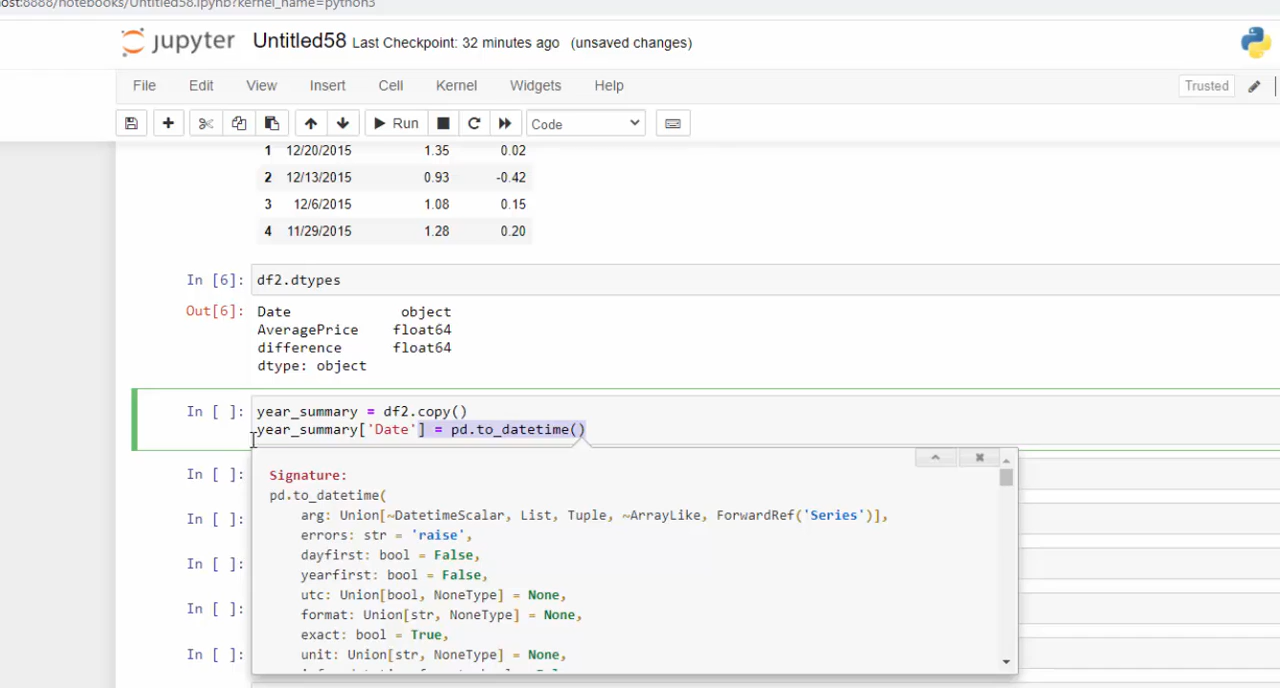 ost:8888/notebooks/Untitled58.ipynb?kernel_name=python3
jupyter Untitled58 Last Checkpoint: 32 minutes ago (unsaved changes)
File Edit View Insert Cell Kernel Widgets Help Trusted
Run Code
1 12/20/2015 1.35 0.02
2 12/13/2015 0.93 -0.42
3 12/6/2015 1.08 0.15
4 11/29/2015 1.28 0.20
In [6]: df2.dtypes
Out[6]: Date object
AveragePrice float64
difference float64
dtype: object
In [ ]: year_summary = df2.copy()
year_summary['Date'] = pd.to_datetime()
In [ ]:
Signature:
pd.to_datetime(
arg: Union[~DatetimeScalar, List, Tuple, ~ArrayLike, ForwardRef('Series')],
In [ ]:
errors: str = 'raise',
dayfirst: bool = False,
In [ ]:
yearfirst: bool = False,
utc: Union[bool, NoneType] = None,
In [ ]:
format: Union[str, NoneType] = None,
exact: bool = True,
In [ ]:
unit: Union[str, NoneType] = None,